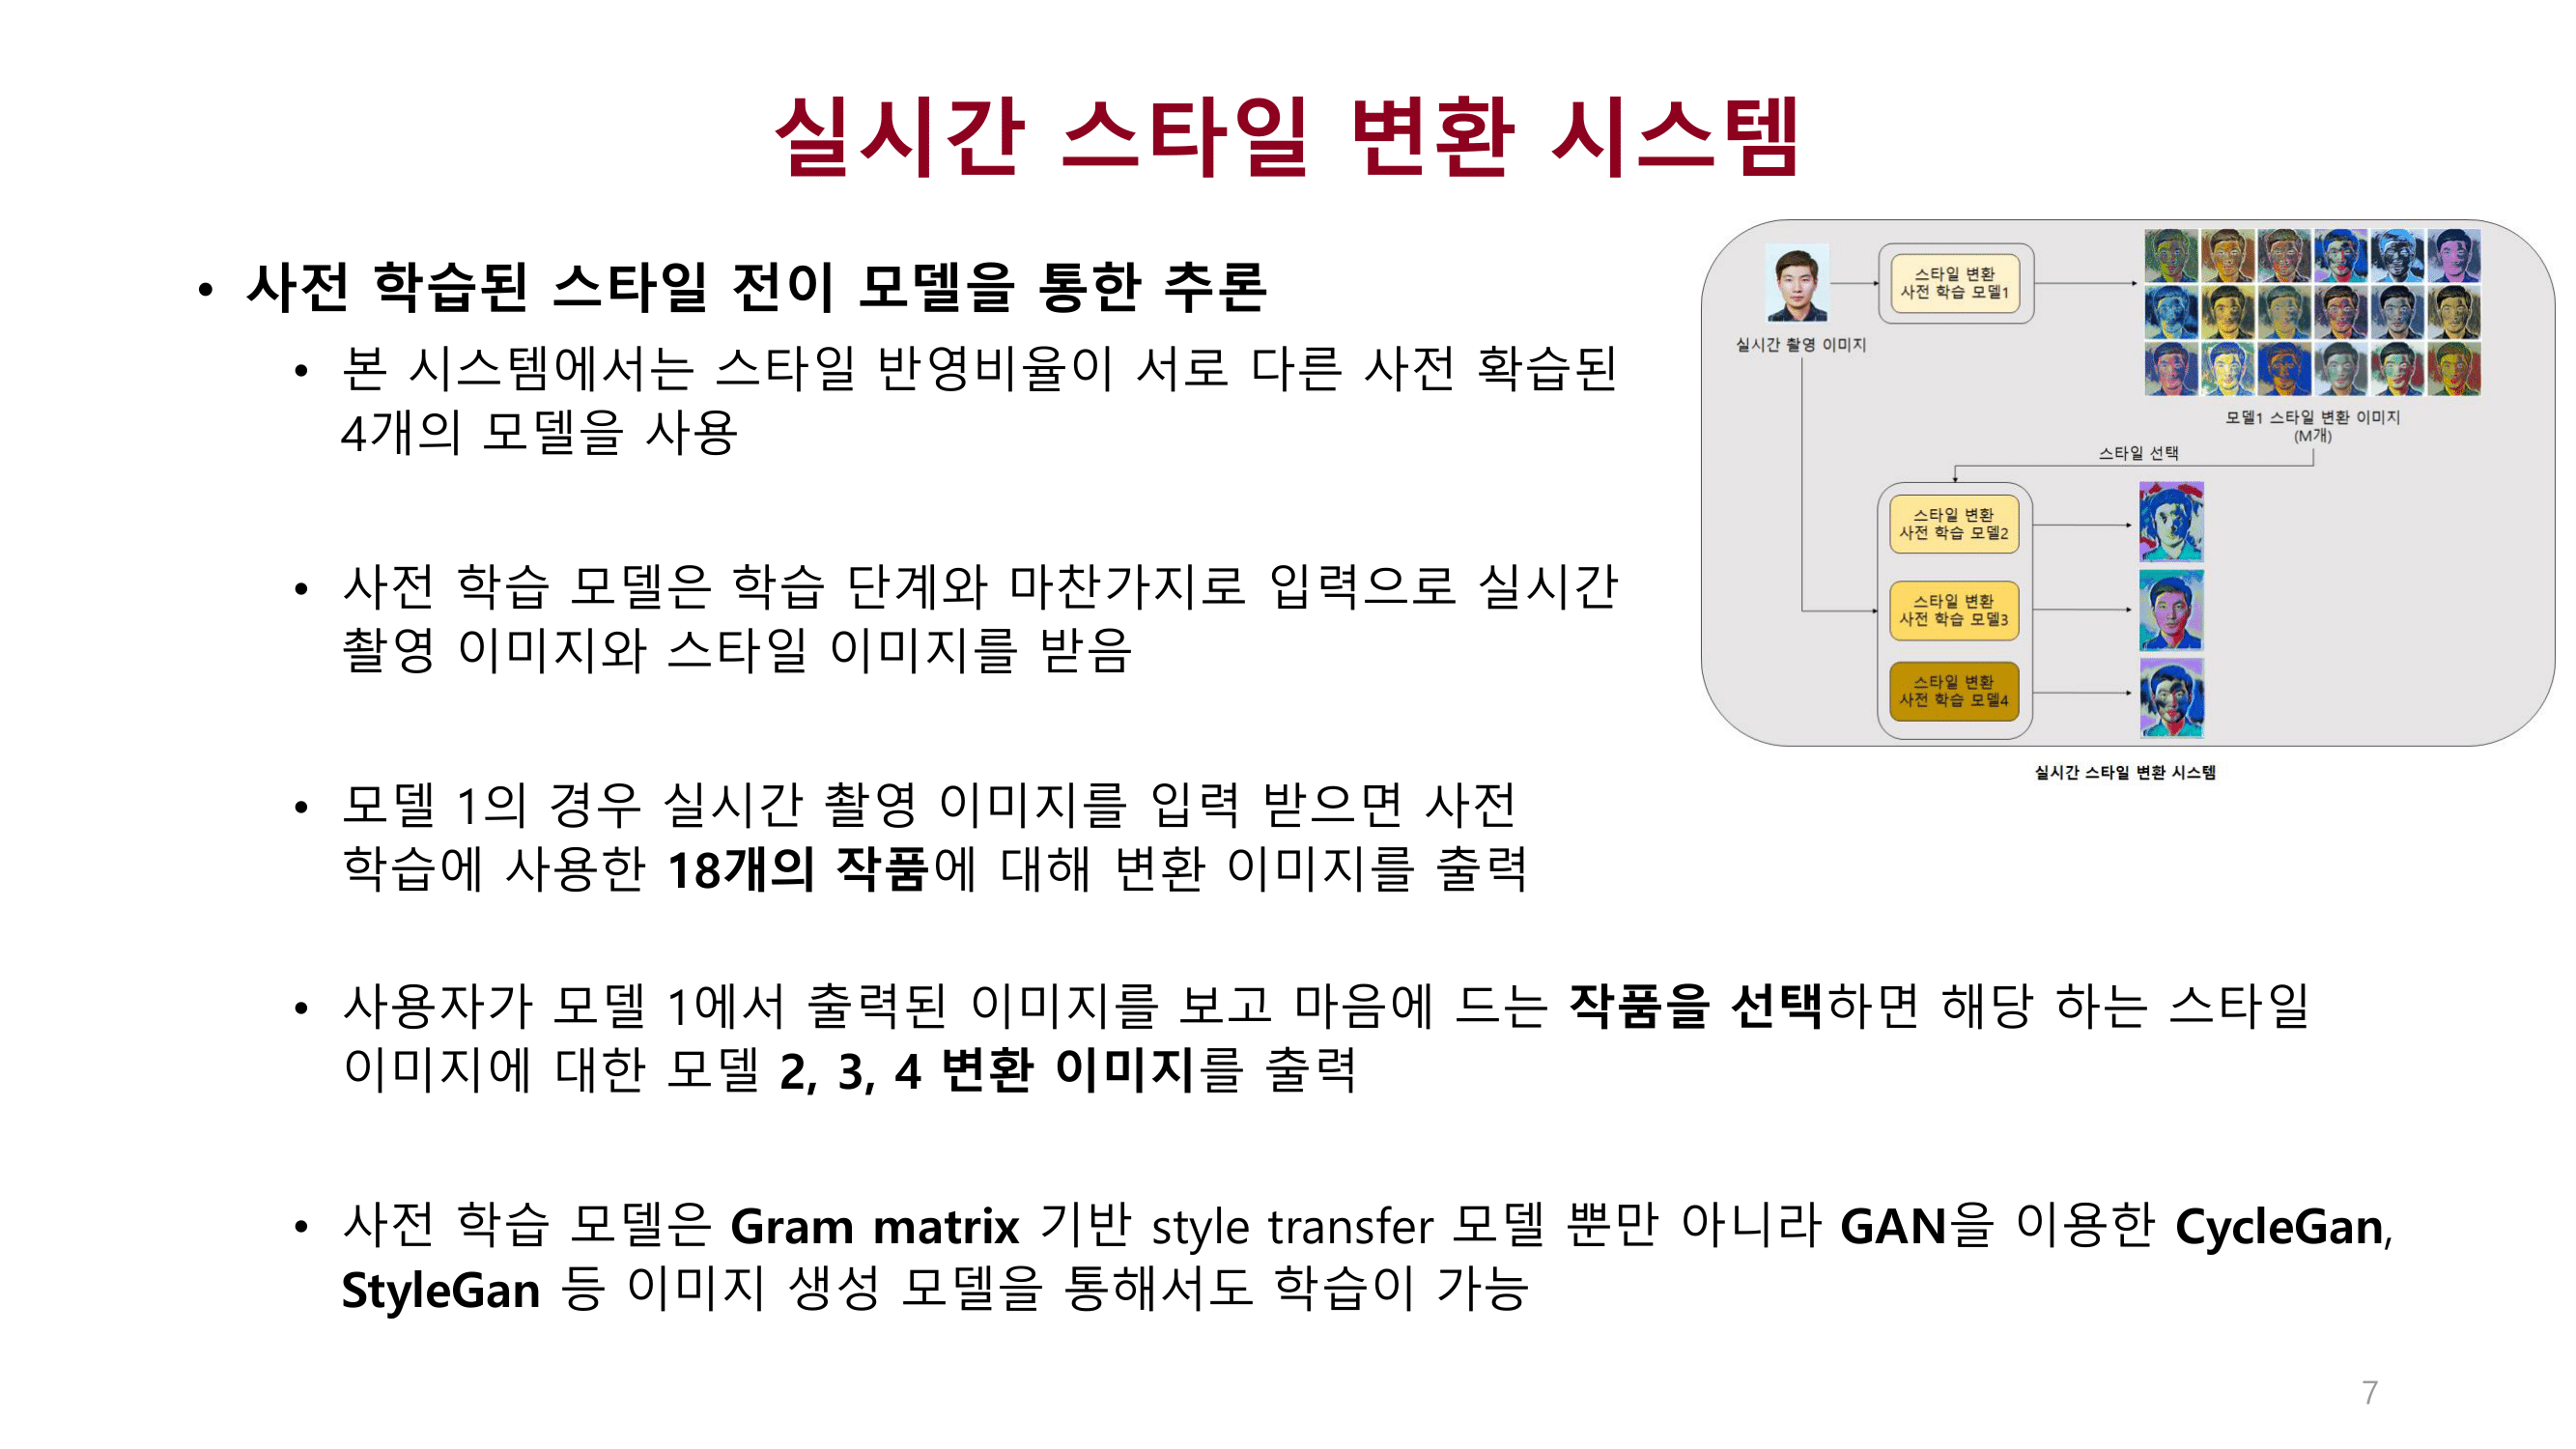 실시간 스타일 변환 시스템
• 사전 학습된 스타일 전이 모델을 통한 추론
• 본 시스템에서는 스타일 반영비율이 서로 다른 사전 확습된
4개의 모델을 사용
• 사전 학습 모델은 학습 단계와 마찬가지로 입력으로 실시간
촬영 이미지와 스타일 이미지를 받음
• 모델 1의 경우 실시간 촬영 이미지를 입력 받으면 사전
학습에 사용한 18개의 작품에 대해 변환 이미지를 출력
• 사용자가 모델 1에서 출력된 이미지를 보고 마음에 드는 작품을 선택하면 해당 하는 스타일
이미지에 대한 모델 2, 3, 4 변환 이미지를 출력
• 사전 학습 모델은 Gram matrix 기반 style transfer 모델 뿐만 아니라 GAN을 이용한 CycleGan,
StyleGan 등 이미지 생성 모델을 통해서도 학습이 가능
실시간 촬영 이미지
스타일 변환
사전 학습 모델1
모델1 스타일 변환 이미지
(M개)
스타일 선택
스타일 변환
사전 학습 모델2
스타일 변환
사전 학습 모델3
스타일 변환
사전 학습 모델4
실시간 스타일 변환 시스템
7